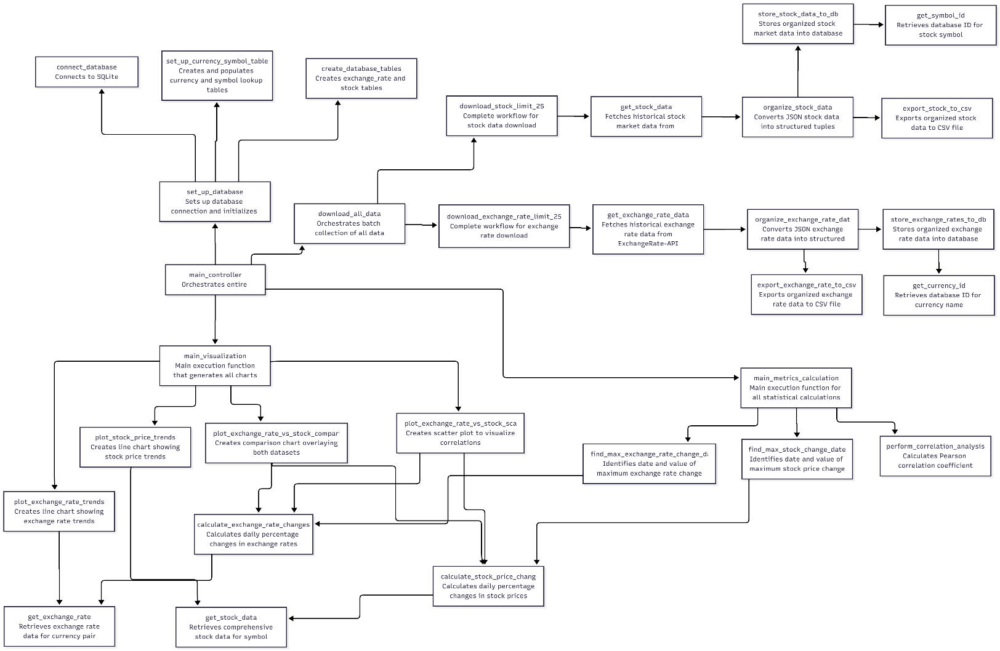 store_stock_data_to_db
Stores organized stock
market data into database
get_symbol_id
Retrieves database ID for
stock symbol
connect_database
Connects to SQLite
set_up_currency_symbol_table
Creates and populates
currency and symbol lookup
tables
create_database_tables
Creates exchange_rate and
stock tables
download_stock_limit_25
Complete workflow for
stock data download
get_stock_data
Fetches historical stock
market data from
organize_stock_data
Converts JSON stock data
into structured tuples
export_stock_to_csv
Exports organized stock
data to CSV file
set_up_database
Sets up database
connection and initializes
download_all_data
Orchestrates batch
collection of all data
download_exchange_rate_limit_25
Complete workflow for exchange
rate download
get_exchange_rate_data
Fetches historical exchange
rate data from
ExchangeRate-API
organize_exchange_rate_dat
Converts JSON exchange
rate data into structured
store_exchange_rates_to_db
Stores organized exchange
rate data into database
main_controller
Orchestrates entire
export_exchange_rate_to_csv
Exports organized exchange
rate data to CSV file
get_currency_id
Retrieves database ID for
currency name
main_visualization
Main execution function
that generates all charts
main_metrics_calculation
Main execution function for
all statistical calculations
plot_stock_price_trends
Creates line chart showing
stock price trends
plot_exchange_rate_vs_stock_compar
Creates comparison chart overlaying
both datasets
plot_exchange_rate_vs_stock_sca
Creates scatter plot to visualize
correlations
find_max_exchange_rate_change_da
Identifies date and value of
maximum exchange rate change
find_max_stock_change_date
Identifies date and value of
maximum stock price change
perform_correlation_analysis
Calculates Pearson
correlation coefficient
plot_exchange_rate_trends
Creates line chart showing
exchange rate trends
calculate_exchange_rate_changes
Calculates daily percentage
changes in exchange rates
calculate_stock_price_chang
Calculates daily percentage
changes in stock prices
get_exchange_rate
Retrieves exchange rate
data for currency pair
get_stock_data
Retrieves comprehensive
stock data for symbol